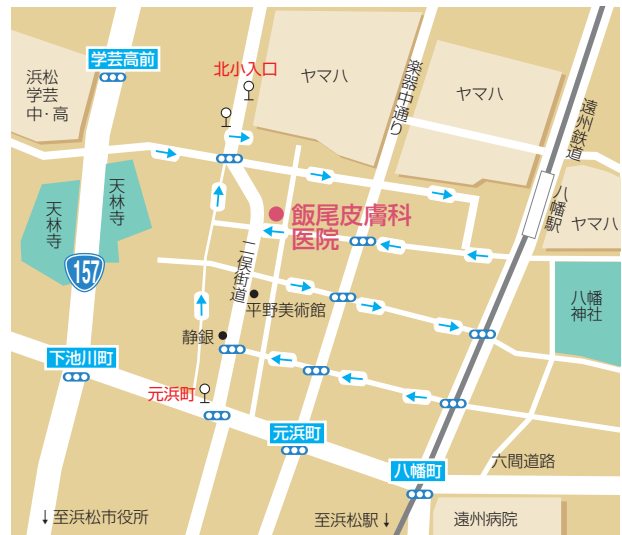 学芸高前
浜松
学芸
中・高
北小入口
ヤマハ
楽器中通り
ヤマハ
遠州鉄道
八幡駅
ヤマハ
天林寺
天林寺
飯尾皮膚科
医院
157
二俣街道
平野美術館
八幡
神社
静銀
下池川町
元浜町
元浜町
八幡町
六間道路
↓至浜松市役所
至浜松駅↓
遠州病院